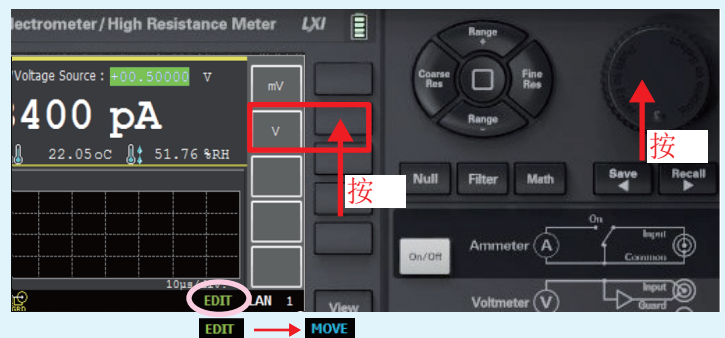 lectrometer/High Resistance Meter LXI
Voltage Source : +00.50000 V
mV
400 pA
V
22.05oC 51.76 %RH
按
10µs/div.
EDIT LAN 1
View
Range
+
Coarse
Res
Fine
Res
Range
-
按
Null Filter Math Save Recall
On/Off
Ammeter A
On
Input
Common
Voltmeter V
Input
Guard
EDIT MOVE